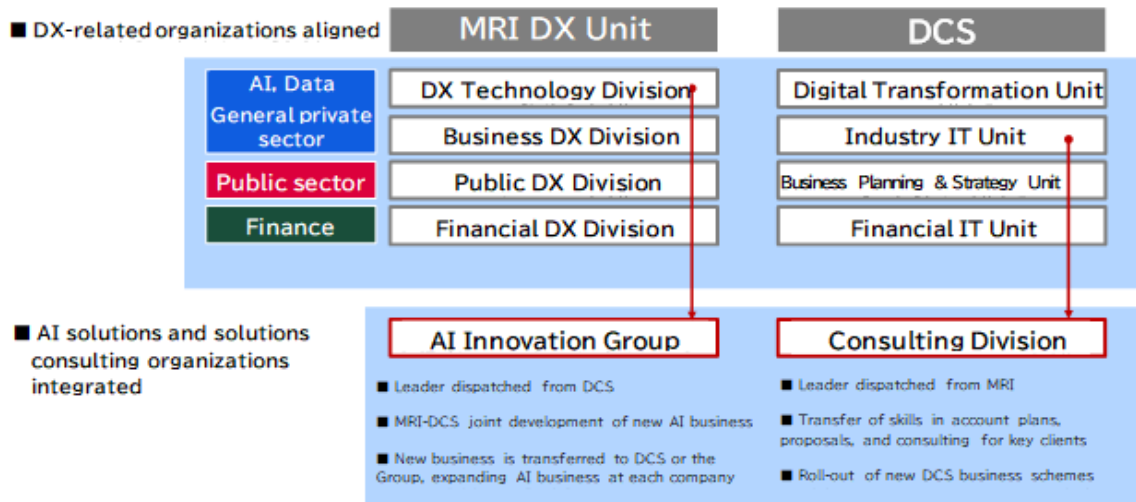 ■ DX-related organizations aligned
MRI DX Unit
DCS
AI, Data
General private
sector
DX Technology Division
Digital Transformation Unit
Business DX Division
Industry IT Unit
Public sector
Public DX Division
Business Planning & Strategy Unit
Finance
Financial DX Division
Financial IT Unit
■ AI solutions and solutions
consulting organizations
integrated
AI Innovation Group
■ Leader dispatched from DCS
■ MRI-DCS joint development of new AI business
■ New business is transferred to DCS or the
Group, expanding AI business at each company
Consulting Division
■ Leader dispatched from MRI
■ Transfer of skills in account plans,
proposals, and consulting for key clients
■ Roll-out of new DCS business schemes